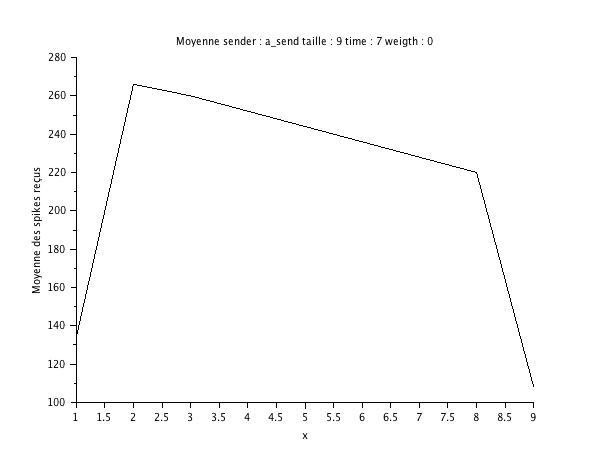 Moyenne sender : a_send taille : 9 time : 7 weigth : 0
280
260
240
220
200
180
160
140
120
100
Moyenne des spikes reçus
1 1.5 2 2.5 3 3.5 4 4.5 5 5.5 6 6.5 7 7.5 8 8.5 9
x